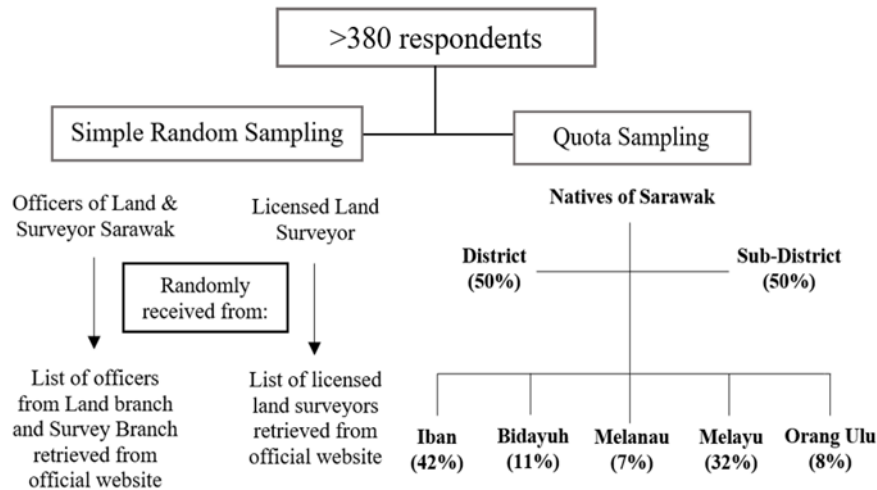 >380 respondents
Simple Random Sampling
Quota Sampling
Officers of Land &
Surveyor Sarawak
Licensed Land
Surveyor
Randomly
received from:
List of officers
from Land branch
and Survey Branch
retrieved from
official website
List of licensed
land surveyors
retrieved from
official website
Natives of Sarawak
District
(50%)
Sub-District
(50%)
Iban
(42%)
Bidayuh
(11%)
Melanau
(7%)
Melayu
(32%)
Orang Ulu
(8%)